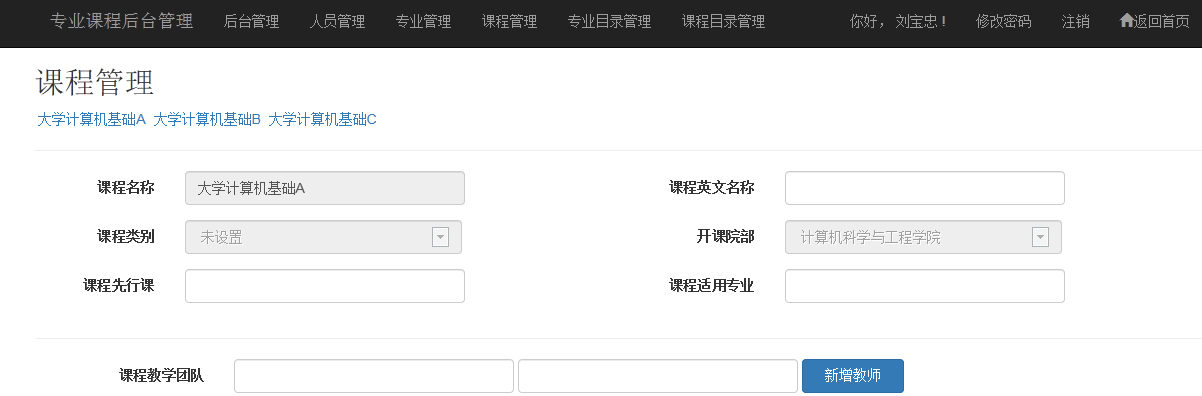 专业课程后台管理 后台管理 人员管理 专业管理 课程管理 专业目录管理 课程目录管理 你好， 刘宝忠！ 修改密码 注销 返回首页
课程管理
大学计算机基础A 大学计算机基础B 大学计算机基础C
课程名称 大学计算机基础A 课程英文名称
课程类别 未设置 开课院部 计算机科学与工程学院
课程先行课 课程适用专业
课程教学团队 新增教师